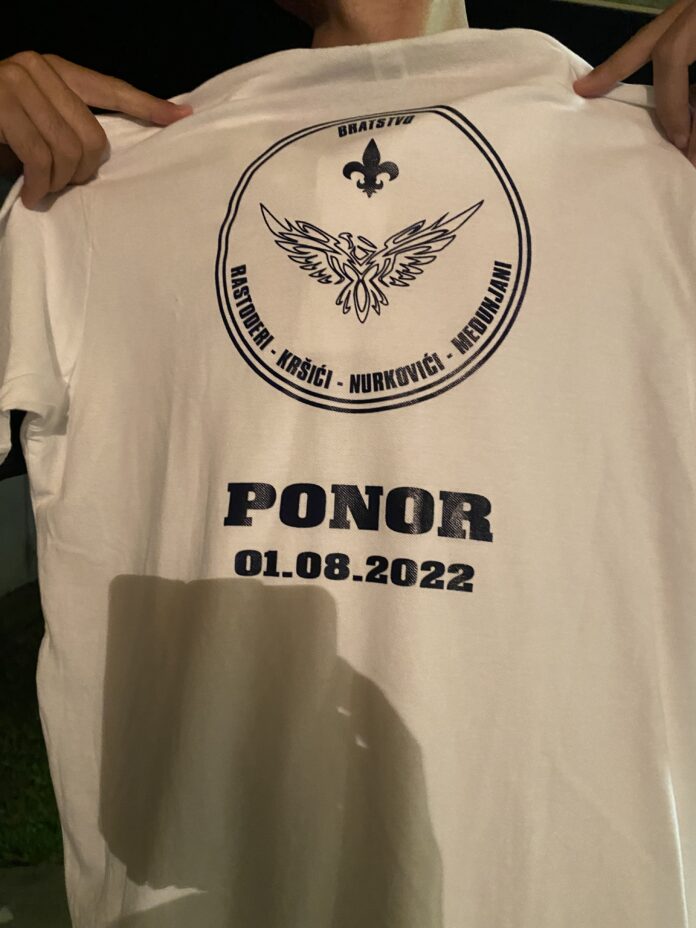 BRATSTVO
RASTODERI - KRŠIĆI - NURKOVIĆI - MEĐUNJANI
PONOR
01.08.2022